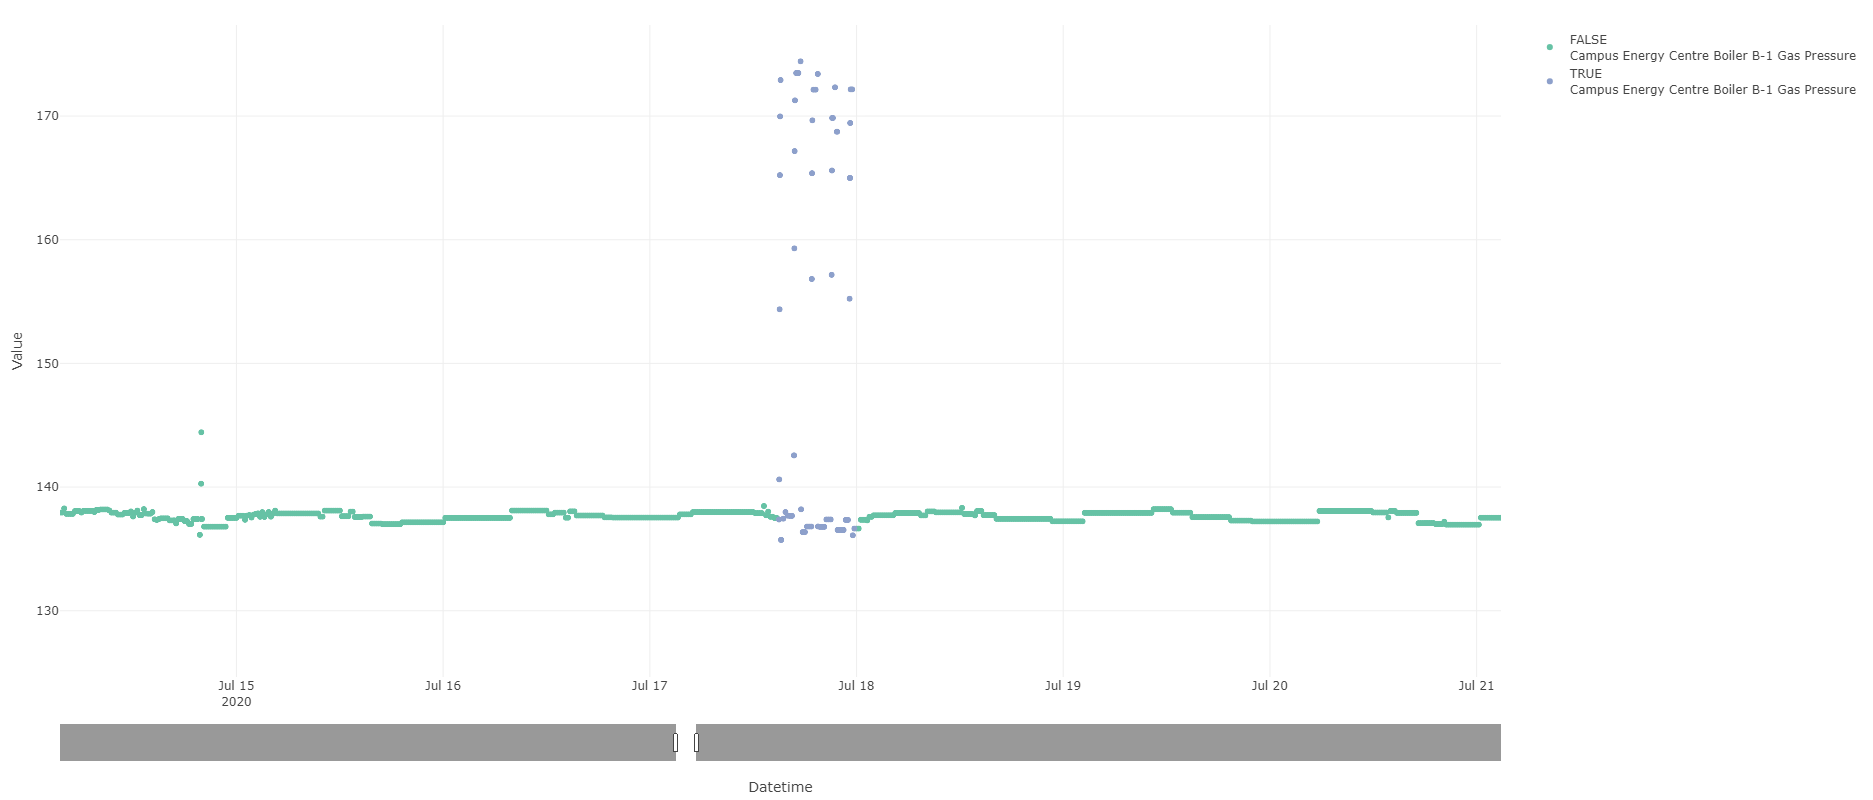 FALSE
Campus Energy Centre Boiler B-1 Gas Pressure
TRUE
Campus Energy Centre Boiler B-1 Gas Pressure
170
160
150
140
130
Value
Jul 15
2020
Jul 16
Jul 17
Jul 18
Jul 19
Jul 20
Jul 21
Datetime